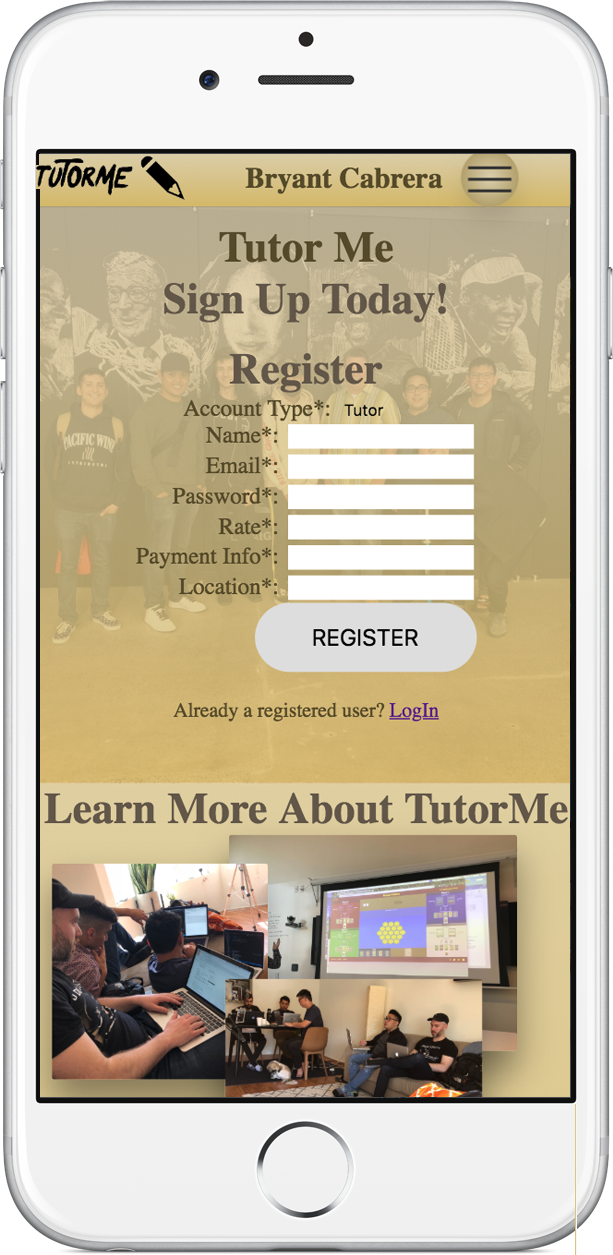 TUTORME
Bryant Cabrera
Tutor Me
Sign Up Today!
Register
Account Type*: Tutor
Name*:
Email*:
PACIFIC
Password*:
Rate*:
Payment Info*:
Location*:
REGISTER
Already a registered user? LogIn
Learn More About TutorMe